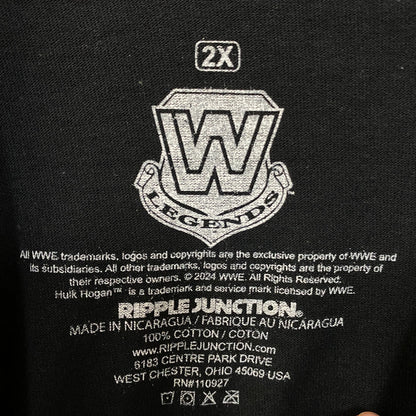 2X
W
LEGENDS™
All WWE trademarks, logos and copyrights are the exclusive property of WWE and
its subsidiaries. All other trademarks, logos and copyrights are the property of
their respective owners. © 2024 WWE. All Rights Reserved.
Hulk Hogan™ is a trademark and service mark licensed by WWE.
RIPPLE JUNCTION®
MADE IN NICARAGUA / FABRIQUE AU NICARAGUA
100% COTTON / COTON
www.RIPPLEJUNCTION.com
6183 CENTRE PARK DRIVE
WEST CHESTER, OHIO 45069 USA
RN#110927